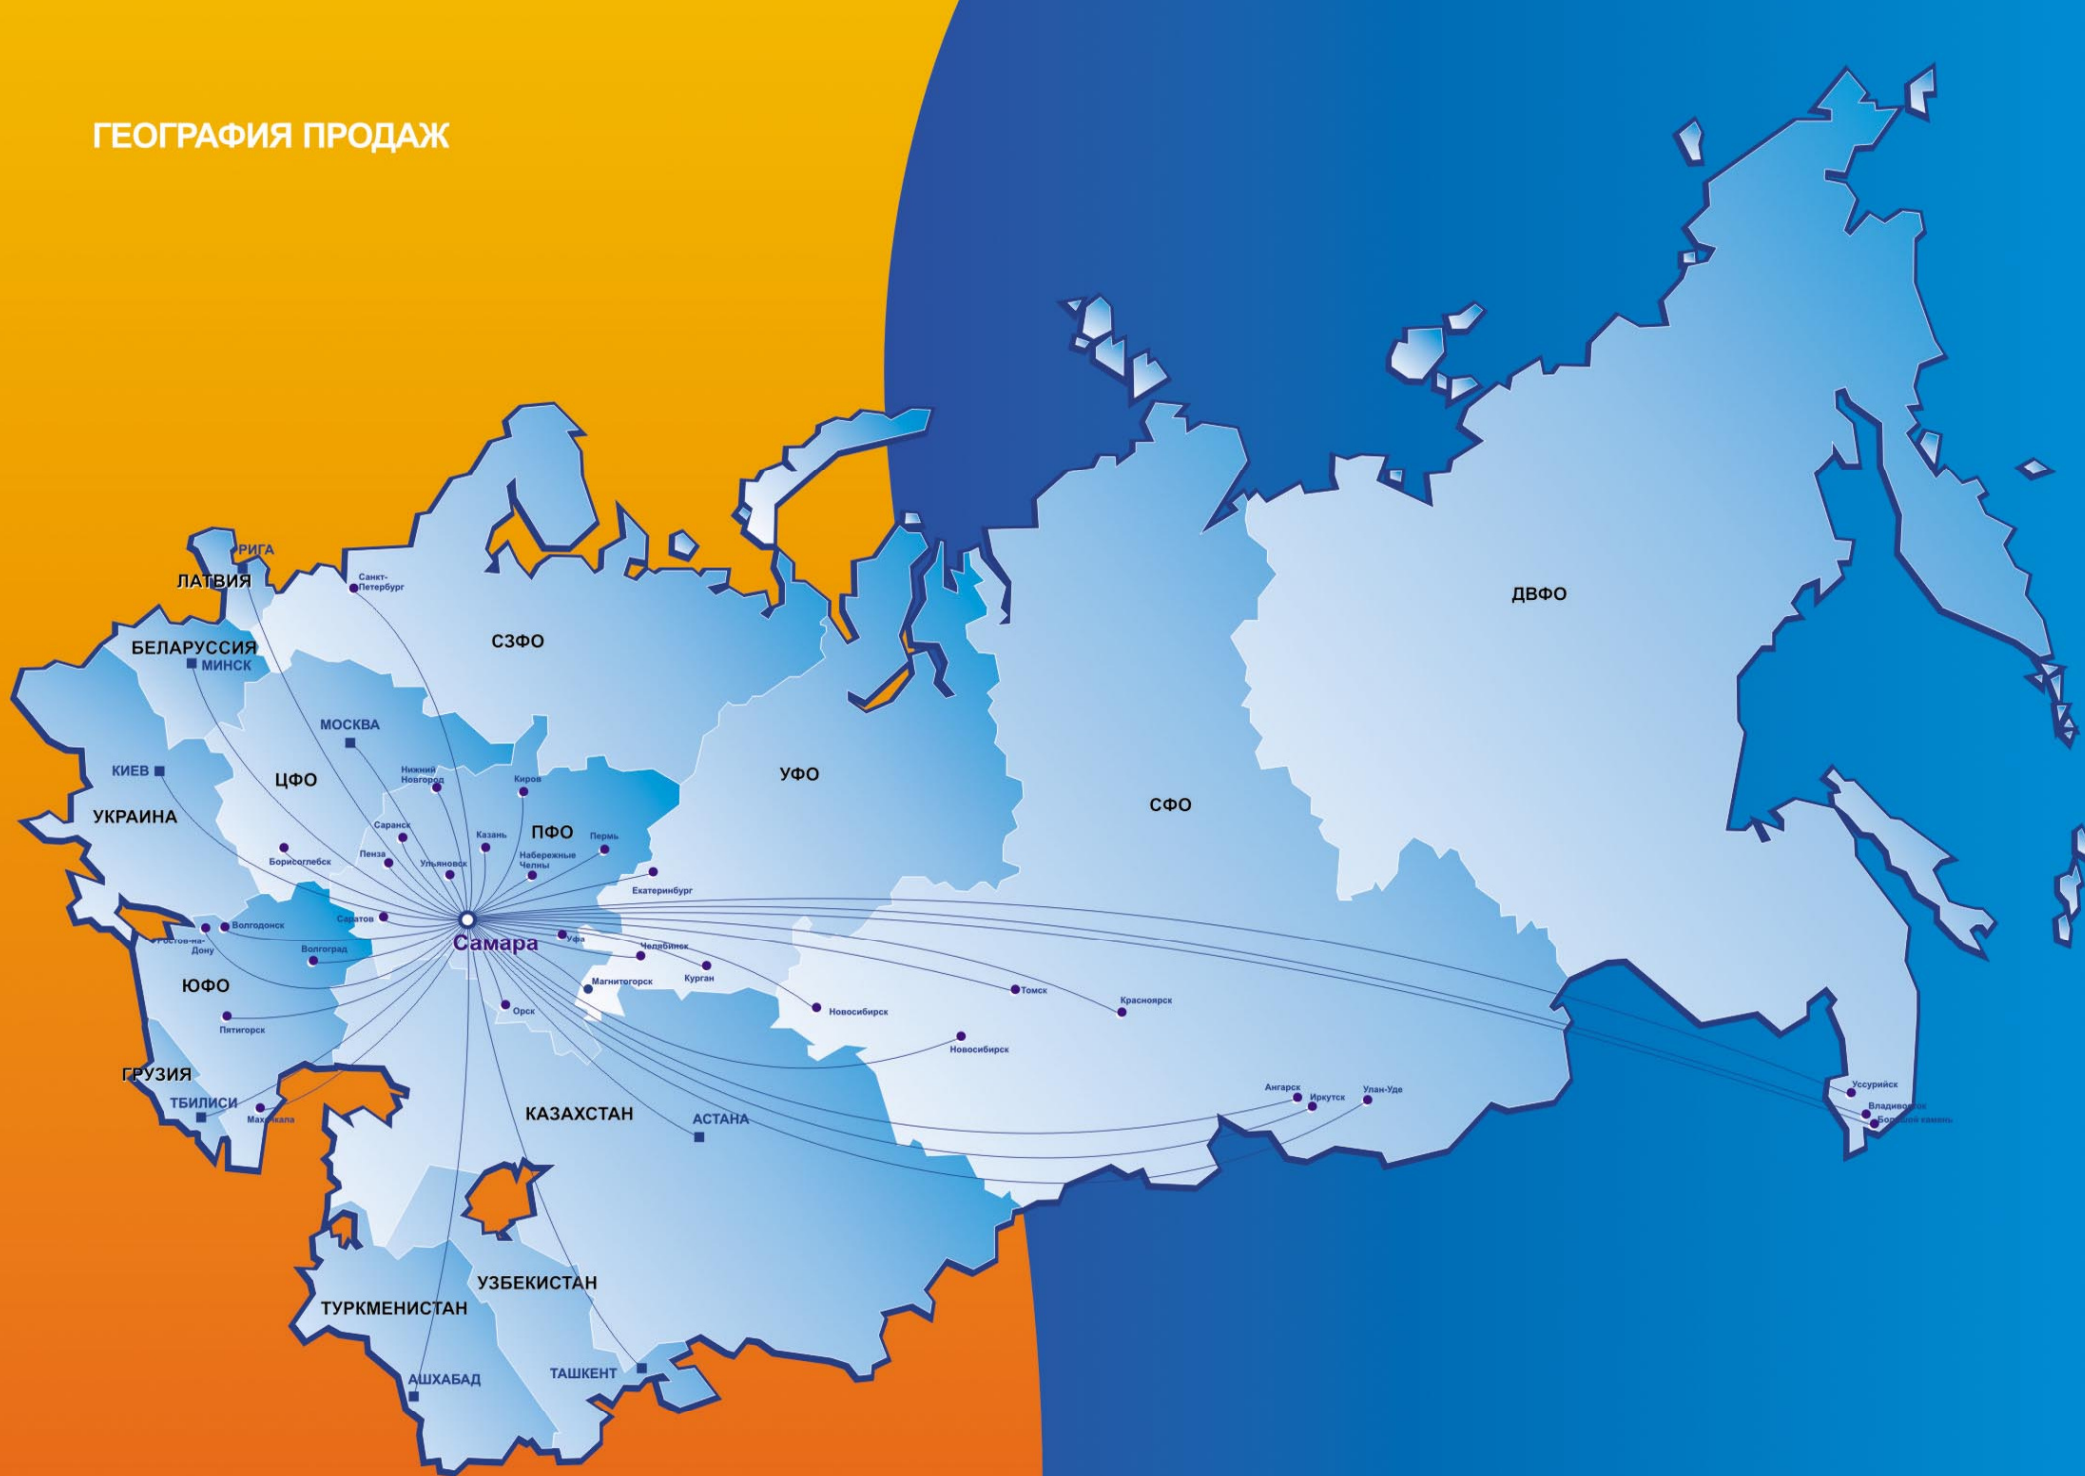 ГЕОГРАФИЯ ПРОДАЖ
РИГА
ЛАТВИЯ
Санкт-
Петербург
СЗФО
БЕЛАРУССИЯ
МИНСК
ДВФО
МОСКВА
КИЕВ
ЦФО
Нижний
Новгород
Киров
УФО
СФО
УКРАИНА
Саранск
Казань
ПФО
Пермь
Борисоглебск
Пенза
Ульяновск
Набережные
Челны
Екатеринбург
Саратов
Волгодонск
Ростов-на-
Дону
Волгоград
Самара
Уфа
Челябинск
Курган
Магнитогорск
ЮФО
Орск
Пятигорск
Новосибирск
Томск
Красноярск
Новосибирск
ГРУЗИЯ
ТБИЛИСИ
Махачкала
КАЗАХСТАН
АСТАНА
Ангарск
Иркутск
Улан-Уде
Уссурийск
Владивосток
Большой камень
УЗБЕКИСТАН
ТУРКМЕНИСТАН
АШХАБАД
ТАШКЕНТ